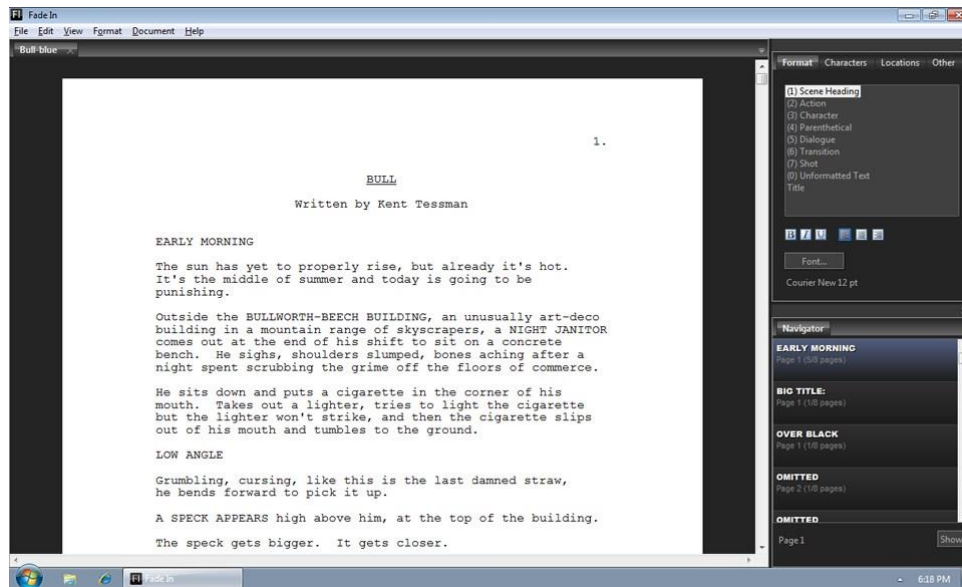 Fade In
File Edit View Format Document Help
Bull-blue
1.
BULL
Written by Kent Tessman
EARLY MORNING
The sun has yet to properly rise, but already it's hot.
It's the middle of summer and today is going to be
punishing.
Outside the BULLWORTH-BEECH BUILDING, an unusually art-deco
building in a mountain range of skyscrapers, a NIGHT JANITOR
comes out at the end of his shift to sit on a concrete
bench. He sighs, shoulders slumped, bones aching after a
night spent scrubbing the grime off the floors of commerce.
He sits down and puts a cigarette in the corner of his
mouth. Takes out a lighter, tries to light the cigarette
but the lighter won't strike, and then the cigarette slips
out of his mouth and tumbles to the ground.
LOW ANGLE
Grumbling, cursing, like this is the last damned straw,
he bends forward to pick it up.
A SPECK APPEARS high above him, at the top of the building.
The speck gets bigger. It gets closer.
Format Characters Locations Other
(1) Scene Heading
(2) Action
(3) Character
(4) Parenthetical
(5) Dialogue
(6) Transition
(7) Shot
(0) Unformatted Text
Title
B I U
Font...
Courier New 12 pt
Navigator
EARLY MORNING
Page 1 (5/8 pages)
BIG TITLE:
Page 1 (1/8 pages)
OVER BLACK
Page 1 (1/8 pages)
OMITTED
Page 2 (1/8 pages)
OMITTED
Page 1
Show
FI Fade In
6:18 PM